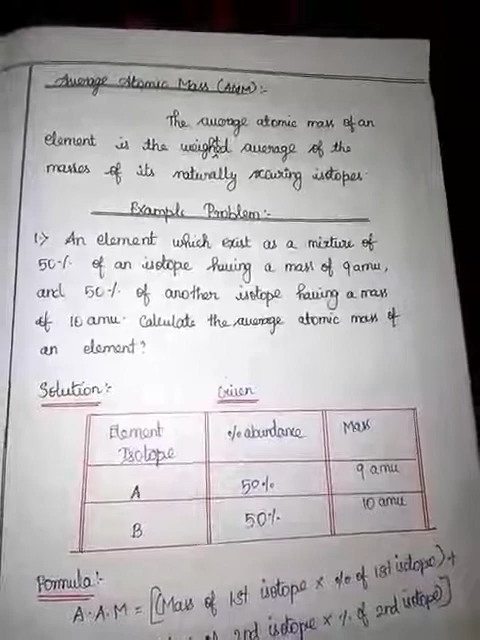 Average Atomic Mass (AAM):-
The average atomic mass of an
element is the weighted average of the
masses of its naturally occuring isotopes.
Example Problem:-
1.> An element which exist as a mixture of
50% of an isotope having a mass of 9amu,
and 50% of another isotope having a mass
of 10 amu. Calculate the average atomic mass of
an element?
Solution:- Given
Element Isotope % abundance Mass
A 50% 9 amu
B 50% 10 amu
Formula:-
A.A.M = [(Mass of 1st isotope x % of 1st isotope) +
2nd isotope x % of 2nd isotope)]